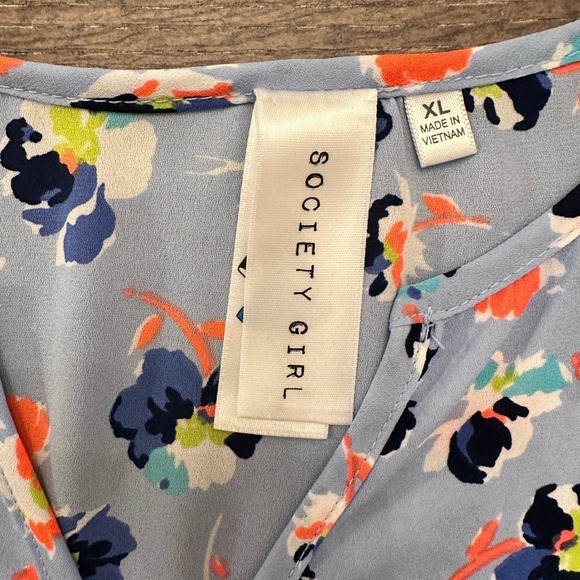 SOCIETY GIRL
XL
MADE IN
VIETNAM